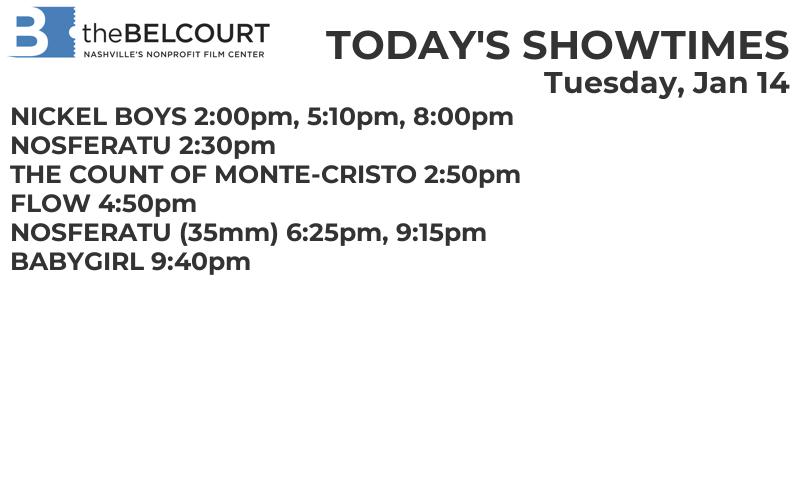 B theBELCOURT
NASHVILLE'S NONPROFIT FILM CENTER
TODAY'S SHOWTIMES
Tuesday, Jan 14
NICKEL BOYS 2:00pm, 5:10pm, 8:00pm
NOSFERATU 2:30pm
THE COUNT OF MONTE-CRISTO 2:50pm
FLOW 4:50pm
NOSFERATU (35mm) 6:25pm, 9:15pm
BABYGIRL 9:40pm